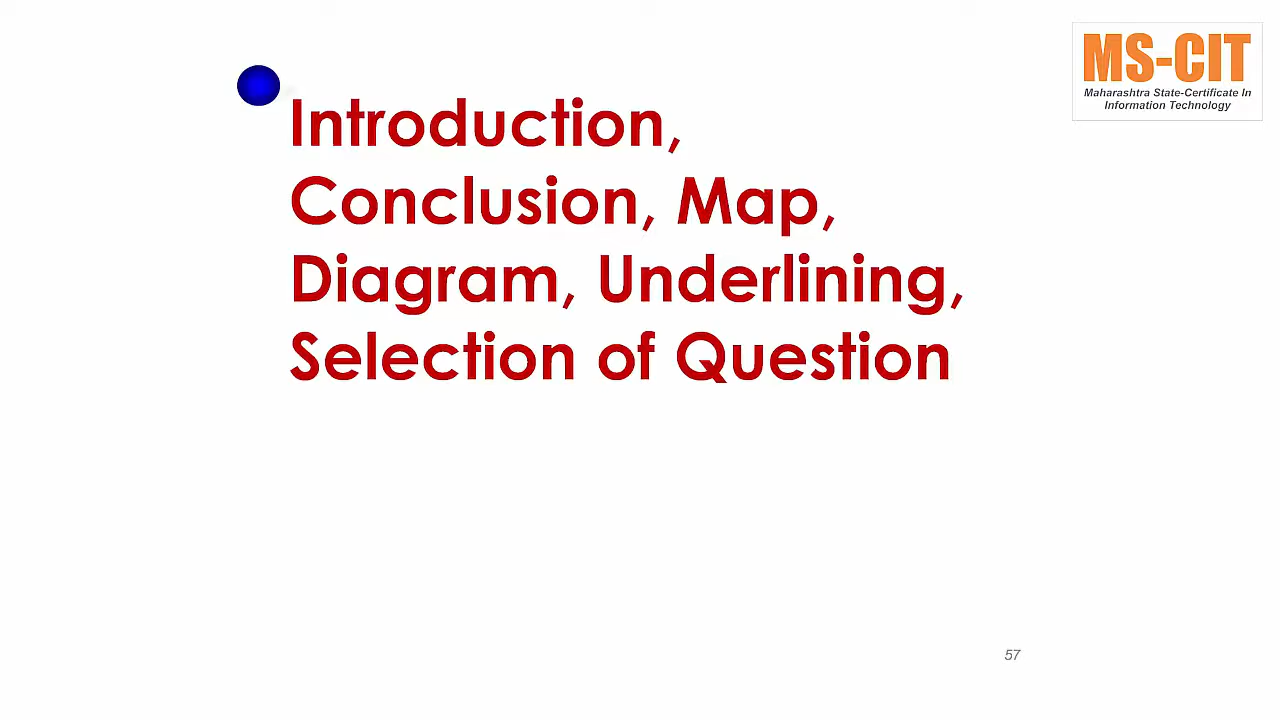 MS-CIT
Maharashtra State-Certificate In
Information Technology
Introduction,
Conclusion, Map,
Diagram, Underlining,
Selection of Question
57